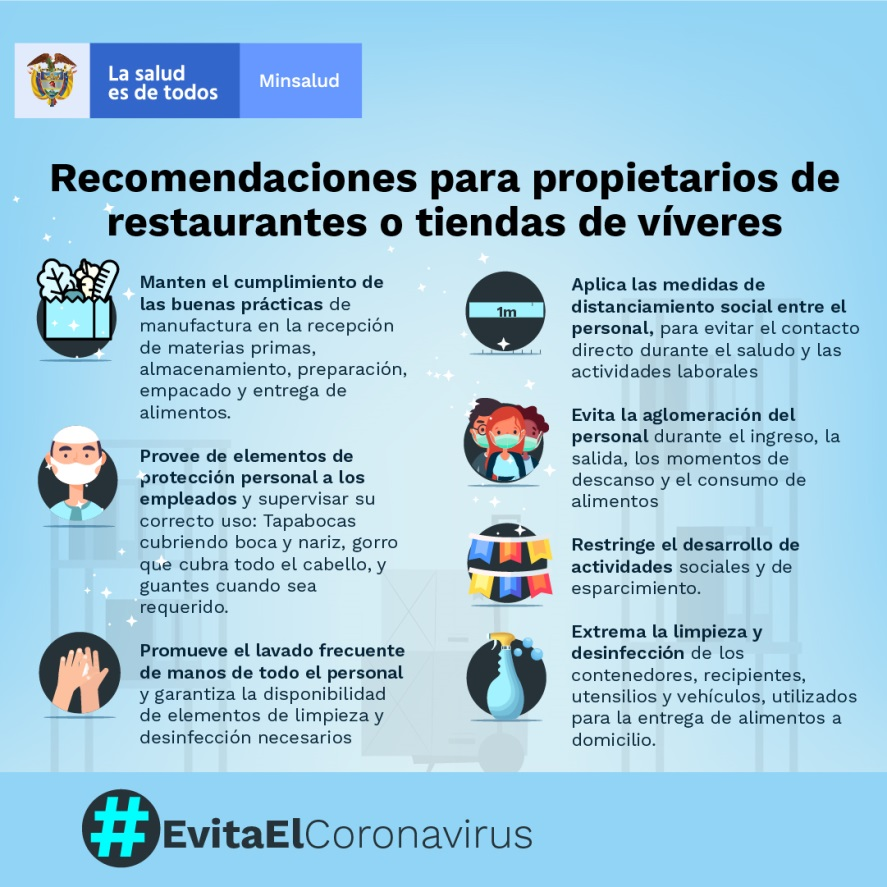 La salud
es de todos
Minsalud
Recomendaciones para propietarios de
restaurantes o tiendas de víveres
Manten el cumplimiento de
las buenas prácticas de
manufactura en la recepción
de materias primas,
almacenamiento, preparación,
empacado y entrega de
alimentos.
Provee de elementos de
protección personal a los
empleados y supervisar su
correcto uso: Tapabocas
cubriendo boca y nariz, gorro
que cubra todo el cabello, y
guantes cuando sea
requerido.
Promueve el lavado frecuente
de manos de todo el personal
y garantiza la disponibilidad
de elementos de limpieza y
desinfección necesarios
1m
Aplica las medidas de
distanciamiento social entre el
personal, para evitar el contacto
directo durante el saludo y las
actividades laborales
Evita la aglomeración del
personal durante el ingreso, la
salida, los momentos de
descanso y el consumo de
alimentos
Restringe el desarrollo de
actividades sociales y de
esparcimiento.
Extrema la limpieza y
desinfección de los
contenedores, recipientes,
utensilios y vehículos, utilizados
para la entrega de alimentos a
domicilio.
#EvitaElCoronavirus